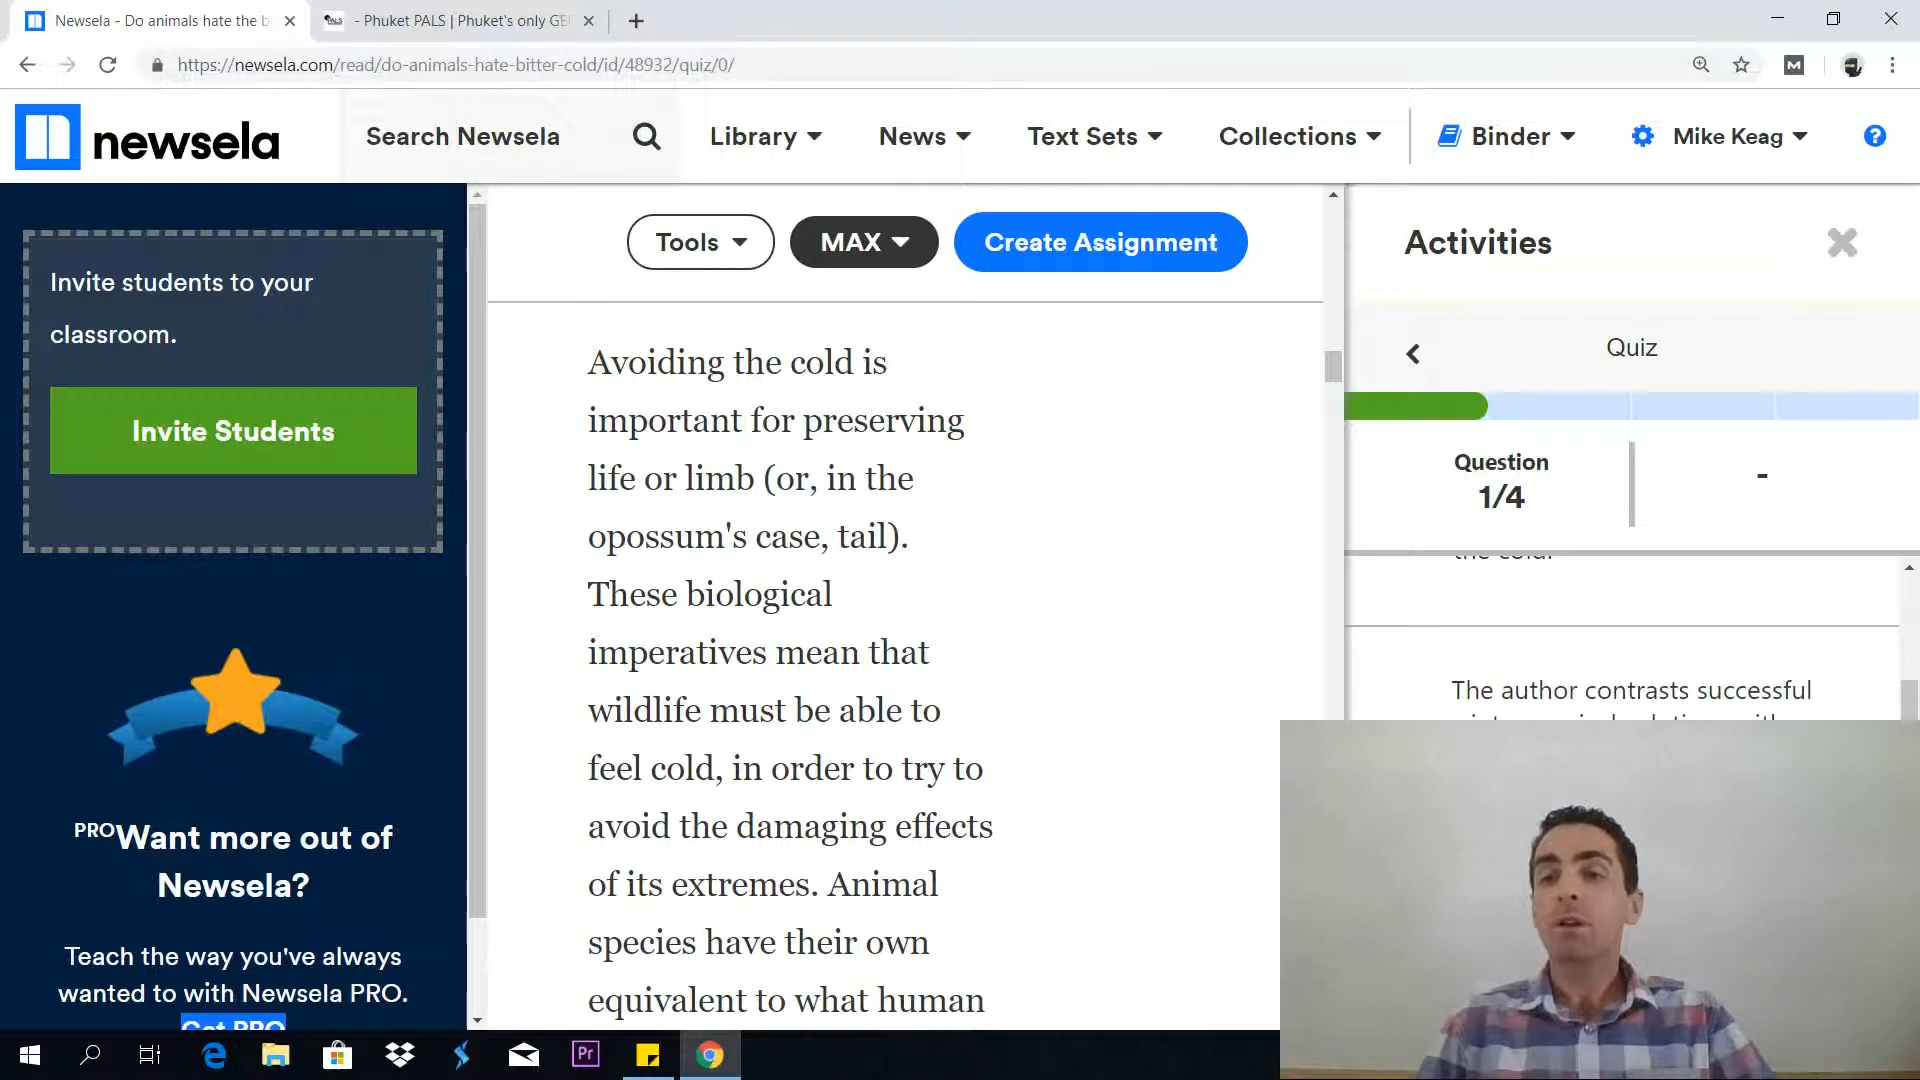 Newsela - Do animals hate the b
- Phuket PALS | Phuket's only GE
https://newsela.com/read/do-animals-hate-bitter-cold/id/48932/quiz/0/
newsela
Search Newsela
Library
News
Text Sets
Collections
Binder
Mike Keag
Invite students to your
classroom.
Invite Students
PROWant more out of
Newsela?
Teach the way you've always
wanted to with Newsela PRO.
Get PRO
Tools
MAX
Create Assignment
Avoiding the cold is
important for preserving
life or limb (or, in the
opossum's case, tail).
These biological
imperatives mean that
wildlife must be able to
feel cold, in order to try to
avoid the damaging effects
of its extremes. Animal
species have their own
equivalent to what human
Activities
Quiz
Question
1/4
-
the cold.
The author contrasts successful